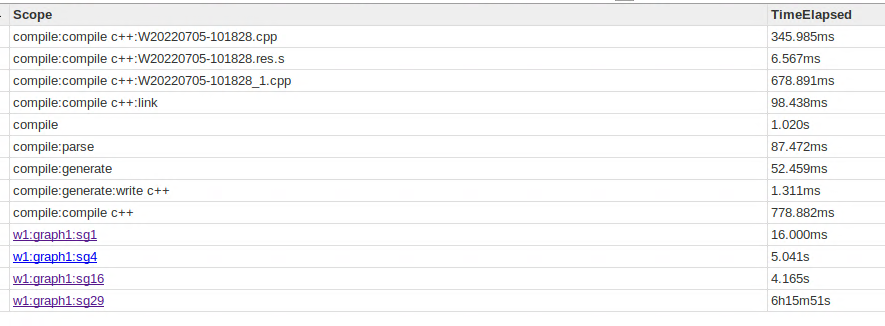 Scope TimeElapsed
compile:compile c++:W20220705-101828.cpp 345.985ms
compile:compile c++:W20220705-101828.res.s 6.567ms
compile:compile c++:W20220705-101828_1.cpp 678.891ms
compile:compile c++:link 98.438ms
compile 1.020s
compile:parse 87.472ms
compile:generate 52.459ms
compile:generate:write c++ 1.311ms
compile:compile c++ 778.882ms
w1:graph1:sg1 16.000ms
w1:graph1:sg4 5.041s
w1:graph1:sg16 4.165s
w1:graph1:sg29 6h15m51s